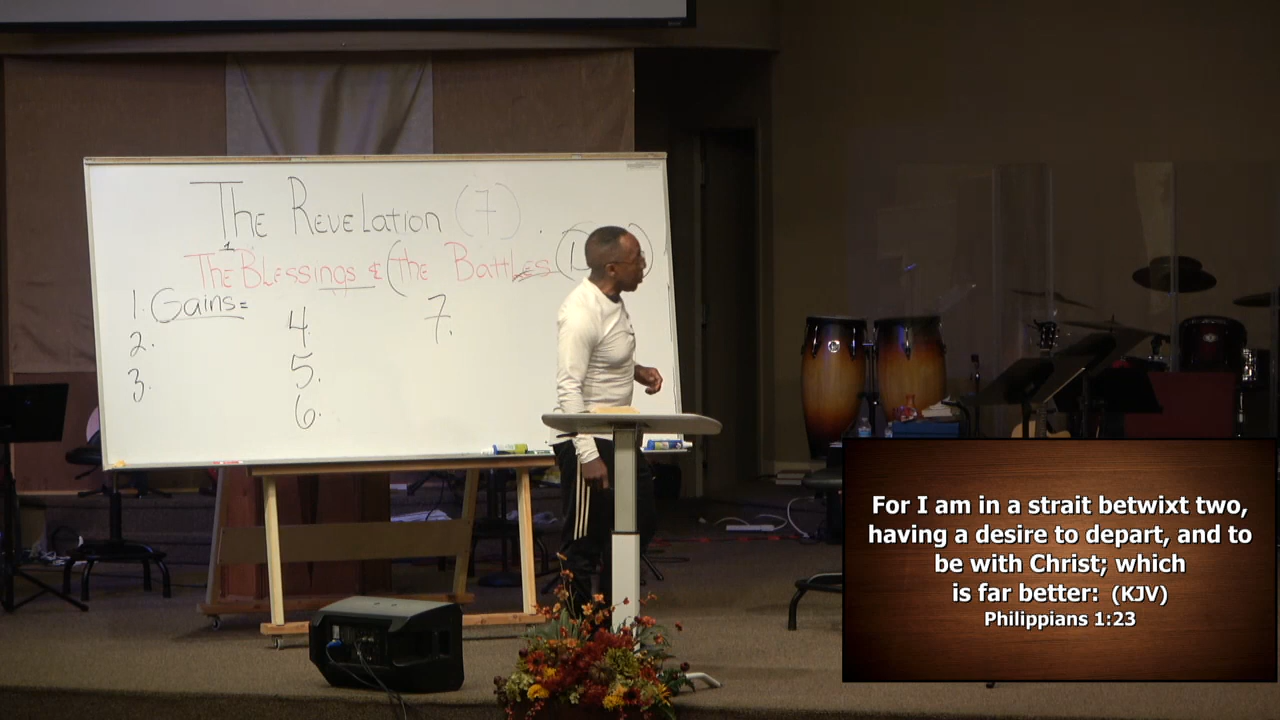 The Revelation (7)
The Blessings & (the Battles
1. Gains=
2.
3.
4.
5.
6.
7.
For I am in a strait betwixt two,
having a desire to depart, and to
be with Christ; which
is far better: (KJV)
Philippians 1:23